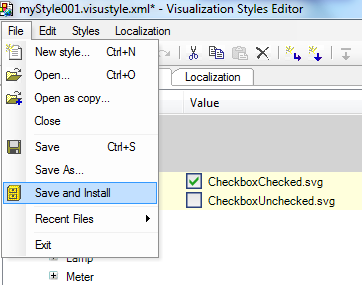 myStyle001.visustyle.xml* - Visualization Styles Editor
File Edit Styles Localization
New style... Ctrl+N
Open... Ctrl+O
Open as copy...
Close
Save Ctrl+S
Save As...
Save and Install
Recent Files
Exit
Localization
Value
CheckboxChecked.svg
CheckboxUnchecked.svg
Lamp
Meter